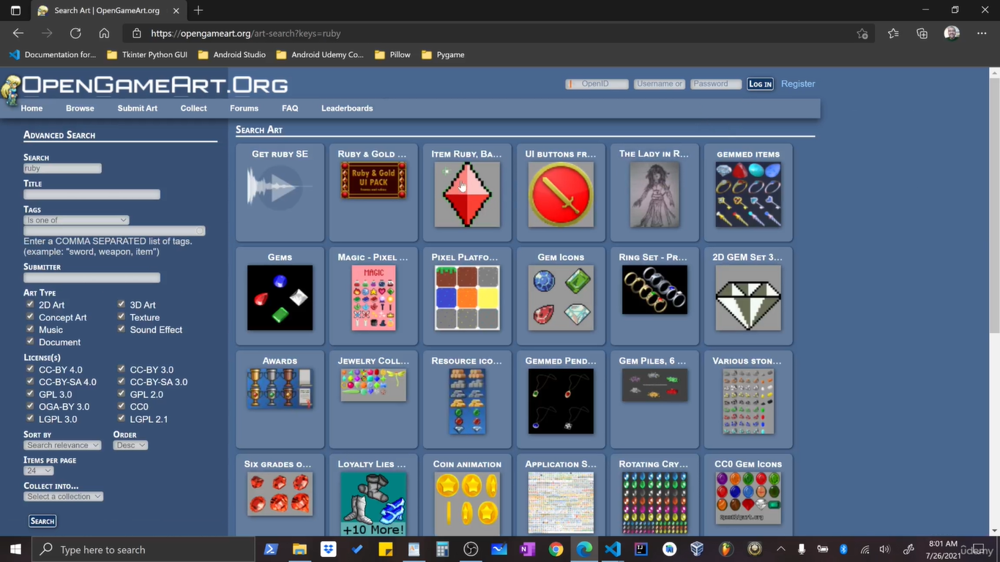 Search Art | OpenGameArt.org
https://opengameart.org/art-search?keys=ruby
Documentation for...
Tkinter Python GUI
Android Studio
Android Udemy Co...
Pillow
Pygame
OpenGameArt.Org
OpenID
Username or
Password
Log in
Register
Home
Browse
Submit Art
Collect
Forums
FAQ
Leaderboards
Advanced Search
Search
ruby
Title
Tags
Is one of
Enter a COMMA SEPARATED list of tags.
(example: "sword, weapon, item")
Submitter
Art Type
2D Art
3D Art
Concept Art
Texture
Music
Sound Effect
Document
License(s)
CC-BY 4.0
CC-BY 3.0
CC-BY-SA 4.0
CC-BY-SA 3.0
GPL 3.0
GPL 2.0
OGA-BY 3.0
CC0
LGPL 3.0
LGPL 2.1
Sort by
Order
Search relevance
Desc
Items per page
24
Collect into...
Select a collection
Search
Search Art
Get ruby SE
Ruby & Gold ...
Item Ruby, Ba...
UI buttons fr...
The Lady in R...
gemmed items
Ruby & Gold
UI PACK
Gems
Magic - Pixel ...
Pixel Platfo...
Gem Icons
Ring Set - Pr...
2D GEM Set 3...
MAGIC
Awards
Jewelry Coll...
Resource ico...
Gemmed Pend...
Gem Piles, 6 ...
Various ston...
Six grades o...
Loyalty Lies ...
Coin animation
Application S...
Rotating Cry...
CC0 Gem Icons
+10 More!
OpenClipart.org
Type here to search
8:01 AM
7/26/2021
udemy